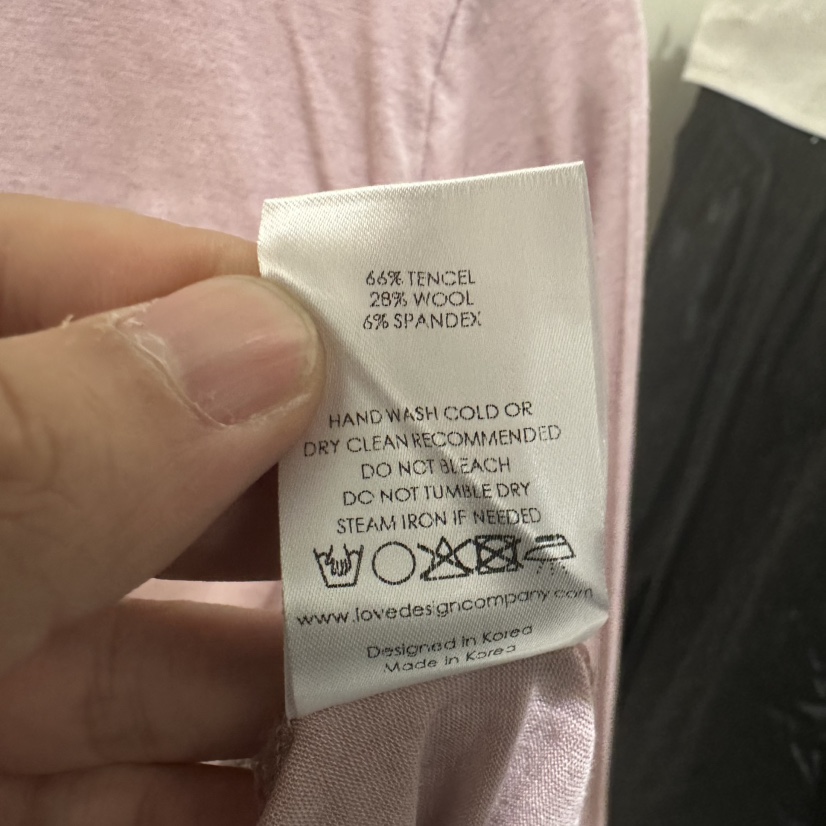 66% TENCEL
28% WOOL
6% SPANDEX
HAND WASH COLD OR
DRY CLEAN RECOMMENDED
DO NOT BLEACH
DO NOT TUMBLE DRY
STEAM IRON IF NEEDED
www.lovedesigncompany.com
Designed in Korea
Made in Korea